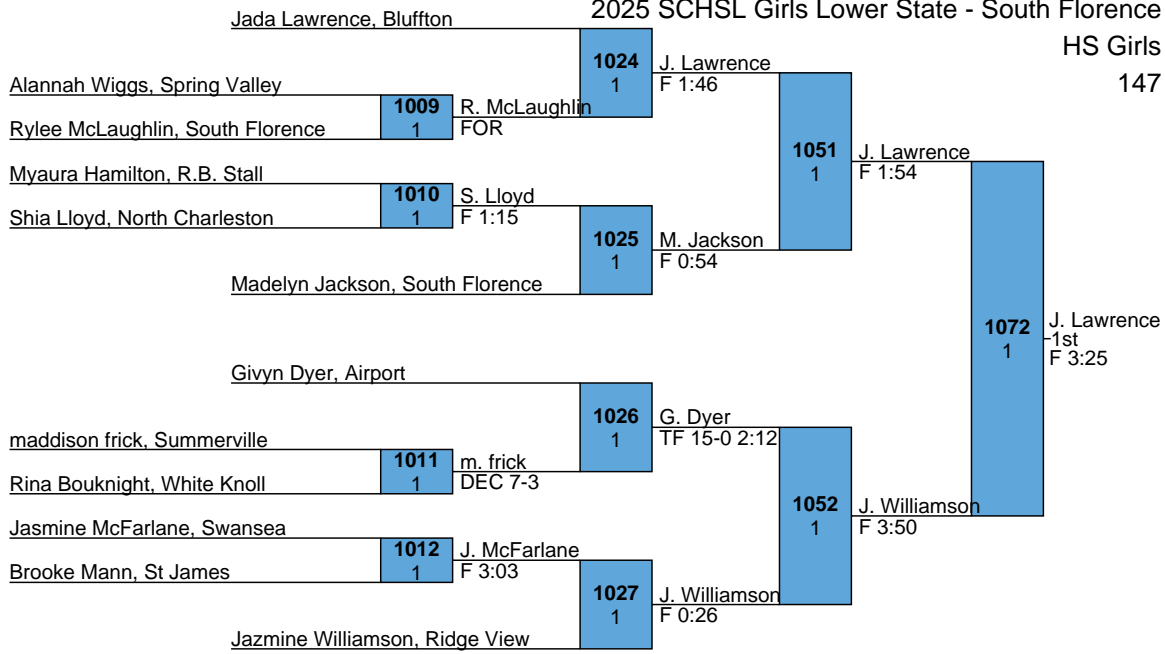 2025 SCHSL Girls Lower State - South Florence
HS Girls
147
Jada Lawrence, Bluffton
1024
1
J. Lawrence
F 1:46
Alannah Wiggs, Spring Valley
1009
1
R. McLaughlin
FOR
Rylee McLaughlin, South Florence
1051
1
J. Lawrence
F 1:54
Myaura Hamilton, R.B. Stall
1010
1
S. Lloyd
F 1:15
Shia Lloyd, North Charleston
1025
1
M. Jackson
F 0:54
Madelyn Jackson, South Florence
1072
1
J. Lawrence
1st
F 3:25
Givyn Dyer, Airport
1026
1
G. Dyer
TF 15-0 2:12
maddison frick, Summerville
1011
1
m. frick
DEC 7-3
Rina Bouknight, White Knoll
1052
1
J. Williamson
F 3:50
Jasmine McFarlane, Swansea
1012
1
J. McFarlane
F 3:03
Brooke Mann, St James
1027
1
J. Williamson
F 0:26
Jazmine Williamson, Ridge View